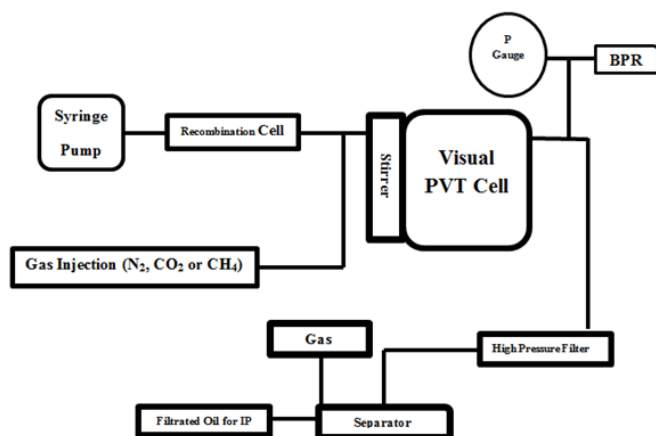 P
Gauge
BPR
Syringe
Pump
Recombination Cell
Stirrer
Visual
PVT Cell
Gas Injection (N₂, CO₂ or CH₄)
Gas
High Pressure Filter
Filtrated Oil for IP
Separator